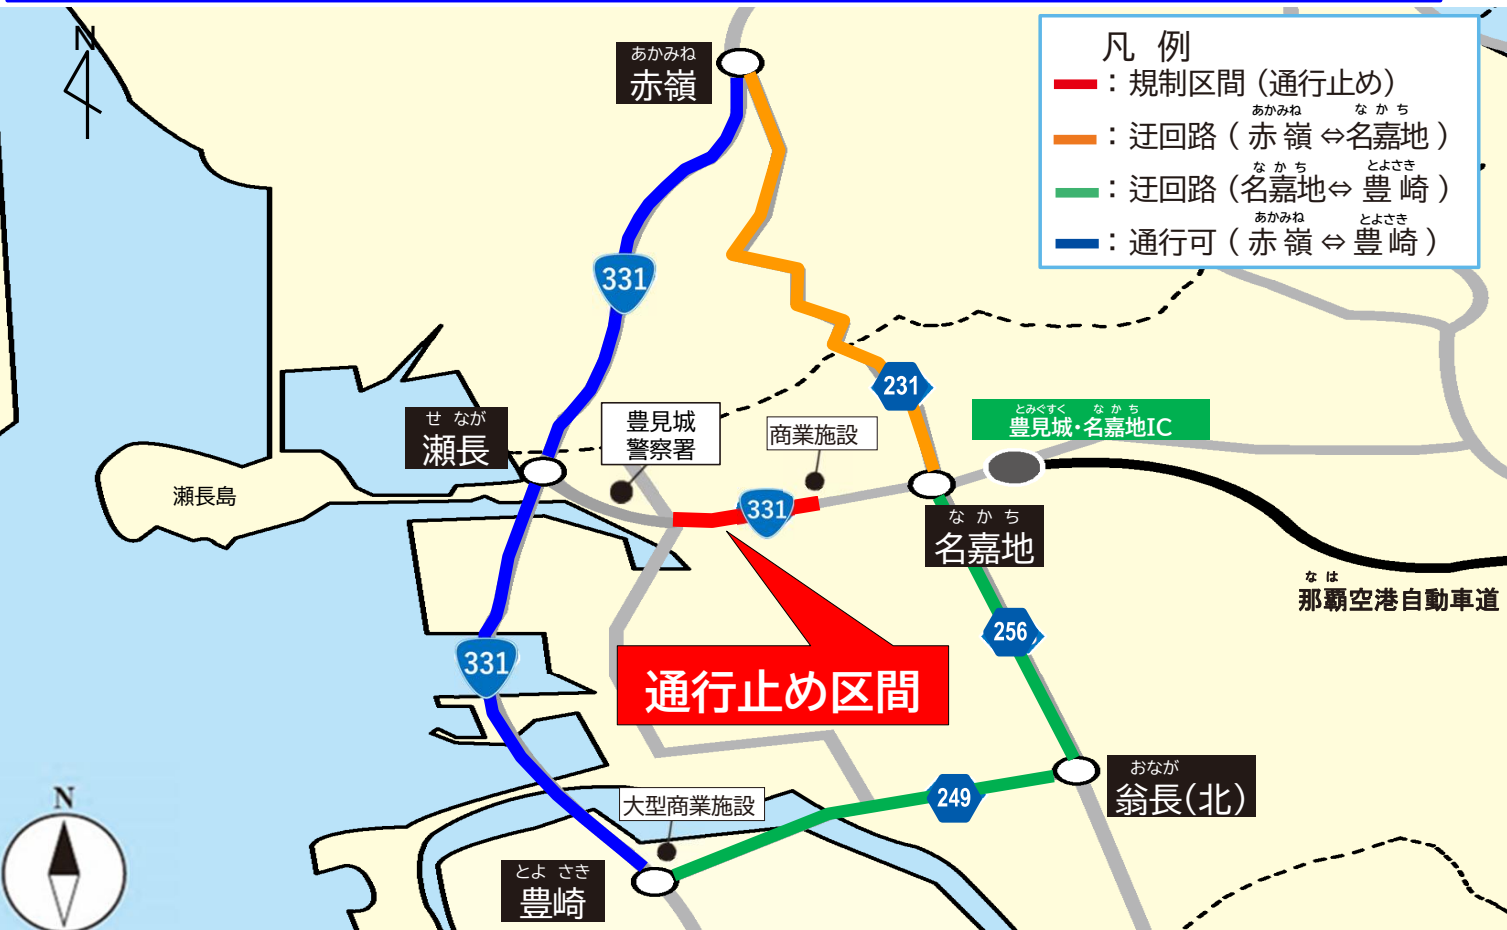 N
あかみね
赤嶺
凡 例
：規制区間（通行止め）
あかみね なかち
：迂回路（赤嶺⇔名嘉地）
なかち とよさき
：迂回路（名嘉地⇔豊崎）
あかみね とよさき
：通行可（赤嶺⇔豊崎）
331
231
せ なが
瀬長
豊見城
警察署
商業施設
とみぐすく なかち
豊見城・名嘉地IC
瀬長島
331
なかち
名嘉地
なは
那覇空港自動車道
256
331
通行止め区間
おなが
翁長（北）
249
大型商業施設
N
とよ さき
豊崎